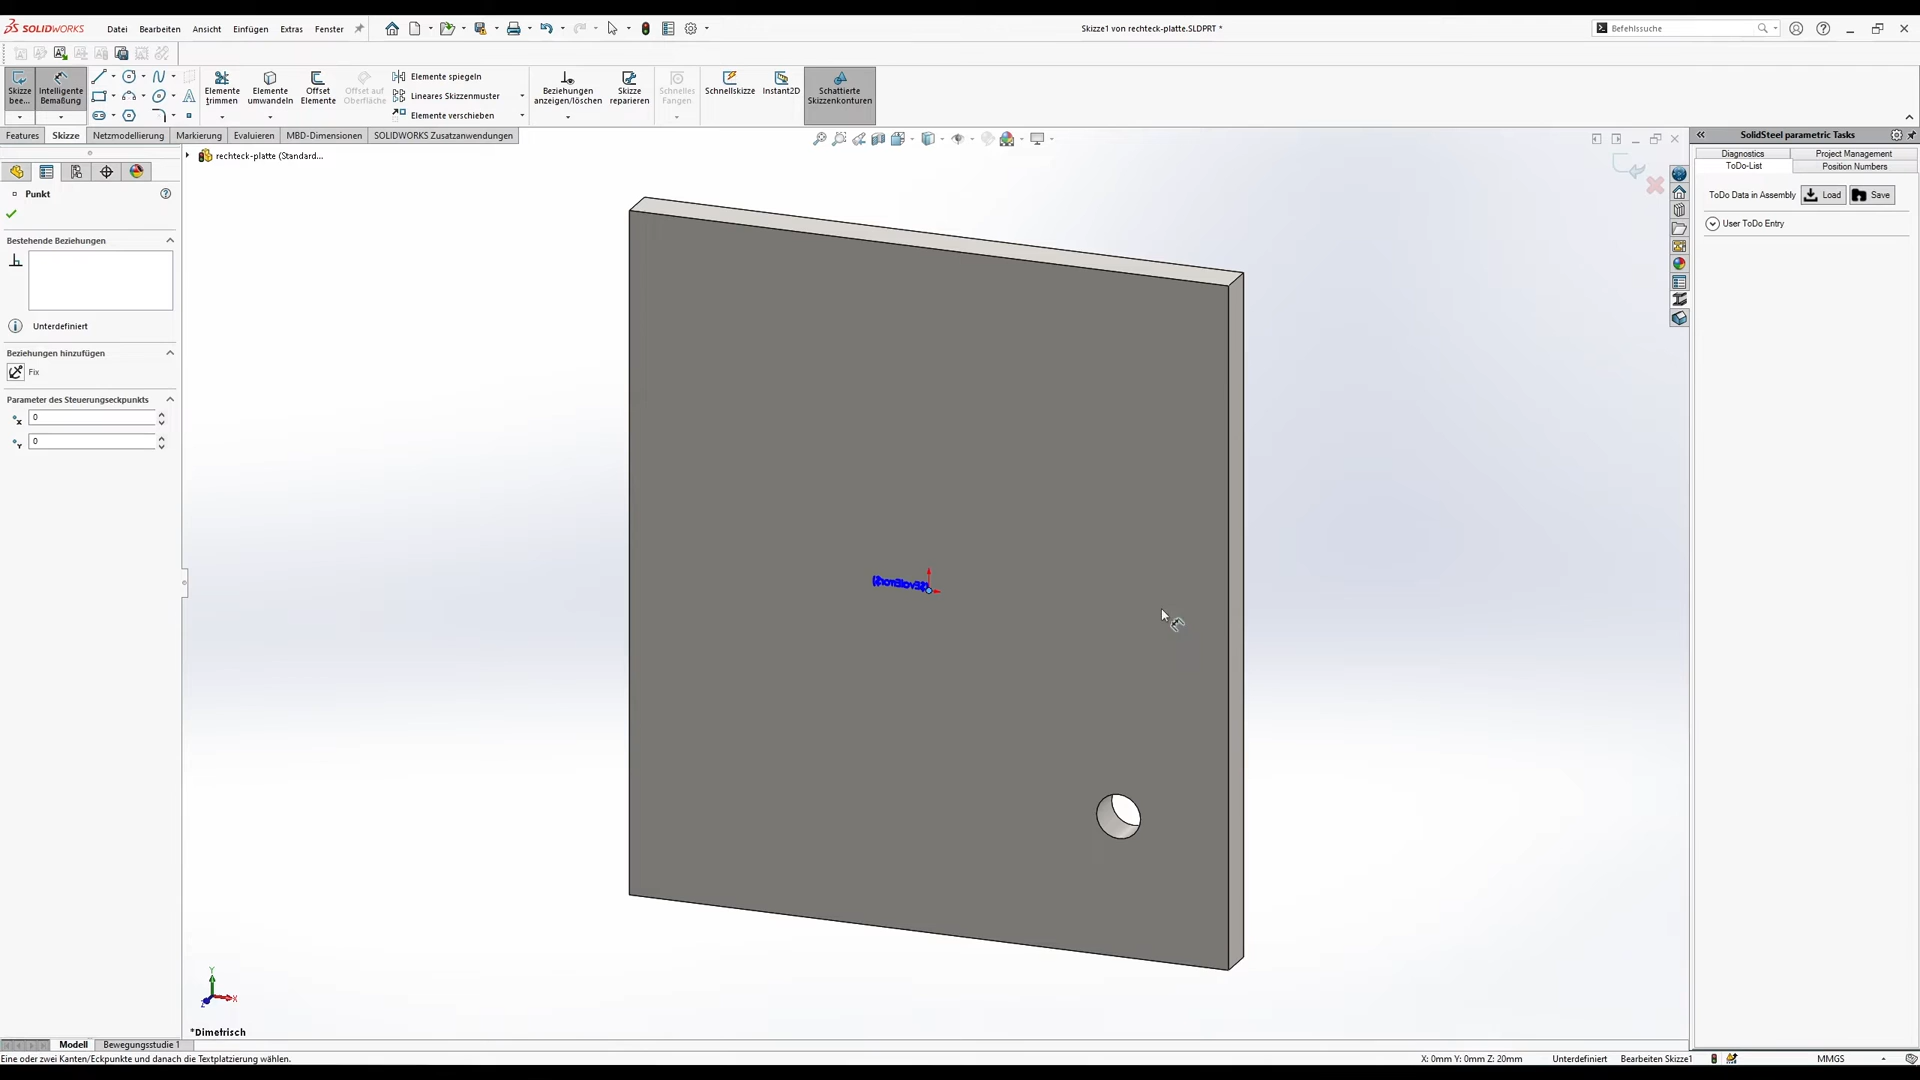 SOLIDWORKS
Datei
Bearbeiten
Ansicht
Einfügen
Extras
Fenster
Skizze1 von rechteck-platte.SLDPRT *
Befehlssuche
Skizze bee...
Intelligente Bemaßung
Elemente trimmen
Elemente umwandeln
Offset Elemente
Offset auf Oberfläche
Elemente spiegeln
Lineares Skizzenmuster
Elemente verschieben
Beziehungen anzeigen/löschen
Skizze reparieren
Schnelles Fangen
Schnellskizze
Instant2D
Schattierte Skizzenkonturen
Features
Skizze
Netzmodellierung
Markierung
Evaluieren
MBD-Dimensionen
SOLIDWORKS Zusatzanwendungen
rechteck-platte (Standard...
Punkt
Bestehende Beziehungen
Unterdefiniert
Beziehungen hinzufügen
Fix
Parameter des Steuerungseckpunkts
0
0
SolidSteel parametric Tasks
Diagnostics
Project Management
ToDo-List
Position Numbers
ToDo Data in Assembly
Load
Save
User ToDo Entry
Y
X
Z
*Dimetrisch
Modell
Bewegungsstudie 1
Eine oder zwei Kanten/Eckpunkte und danach die Textplatzierung wählen.
X: 0mm Y: 0mm Z: 20mm
Unterdefiniert
Bearbeiten Skizze1
MMGS